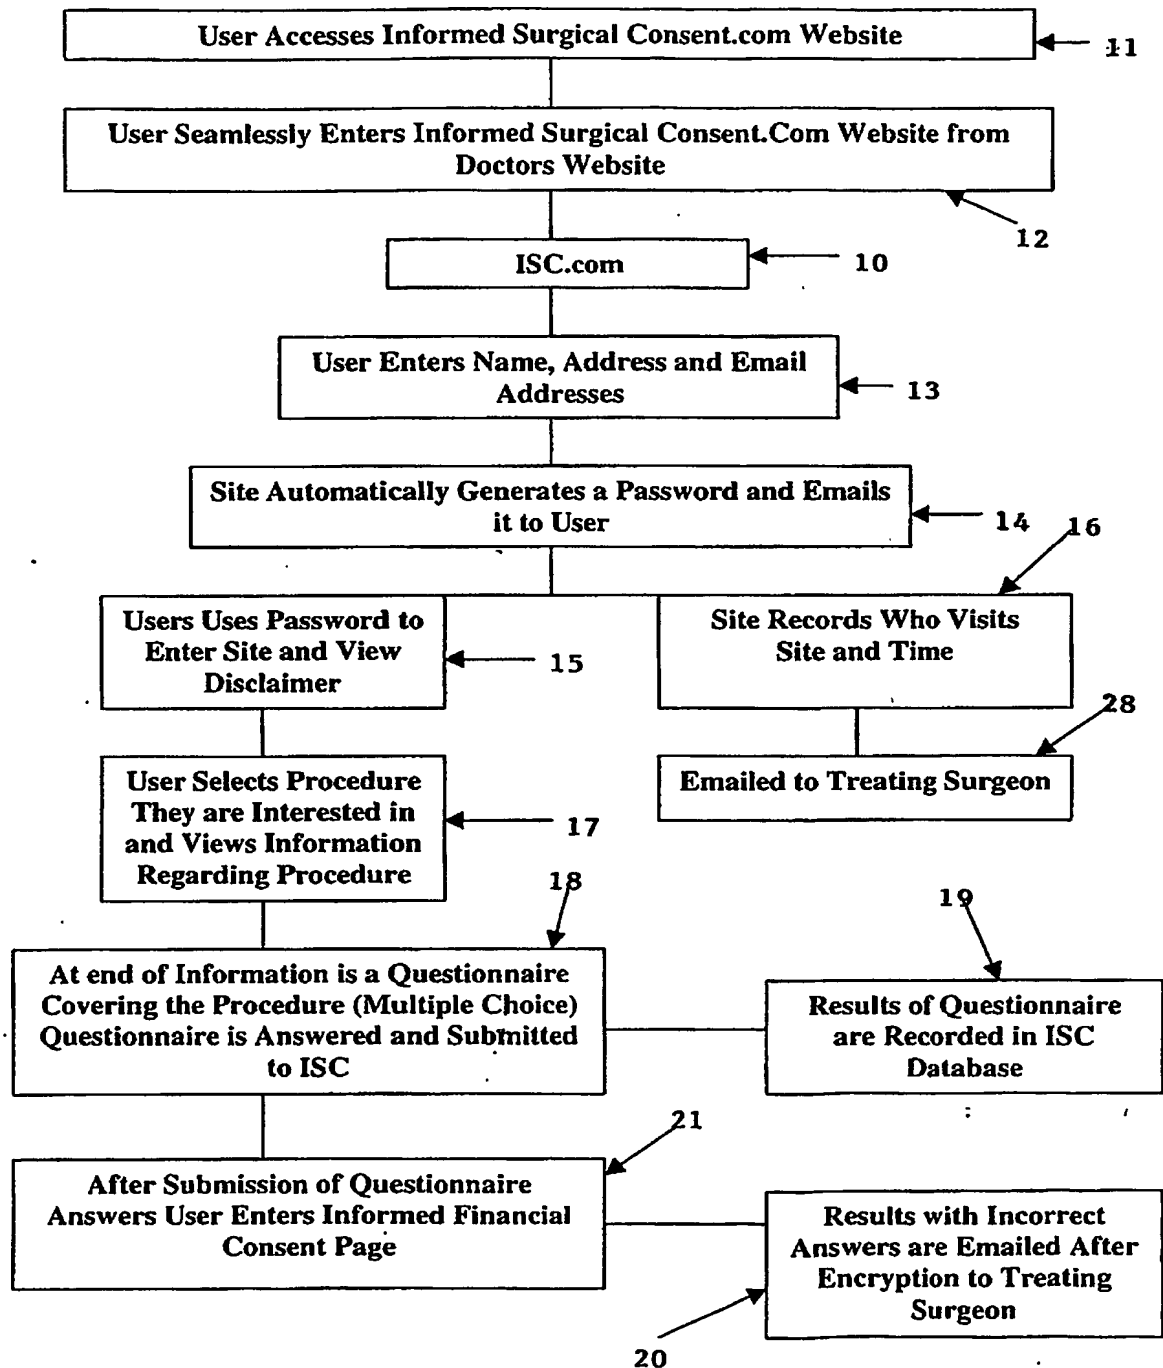 User Accesses Informed Surgical Consent.com Website
11
User Seamlessly Enters Informed Surgical Consent.Com Website from
Doctors Website
12
ISC.com
10
User Enters Name, Address and Email
Addresses
13
Site Automatically Generates a Password and Emails
it to User
14
16
Users Uses Password to
Enter Site and View
Disclaimer
15
Site Records Who Visits
Site and Time
28
User Selects Procedure
They are Interested in
and Views Information
Regarding Procedure
17
Emailed to Treating Surgeon
18
19
At end of Information is a Questionnaire
Covering the Procedure (Multiple Choice)
Questionnaire is Answered and Submitted
to ISC
Results of Questionnaire
are Recorded in ISC
Database
21
After Submission of Questionnaire
Answers User Enters Informed Financial
Consent Page
Results with Incorrect
Answers are Emailed After
Encryption to Treating
Surgeon
20